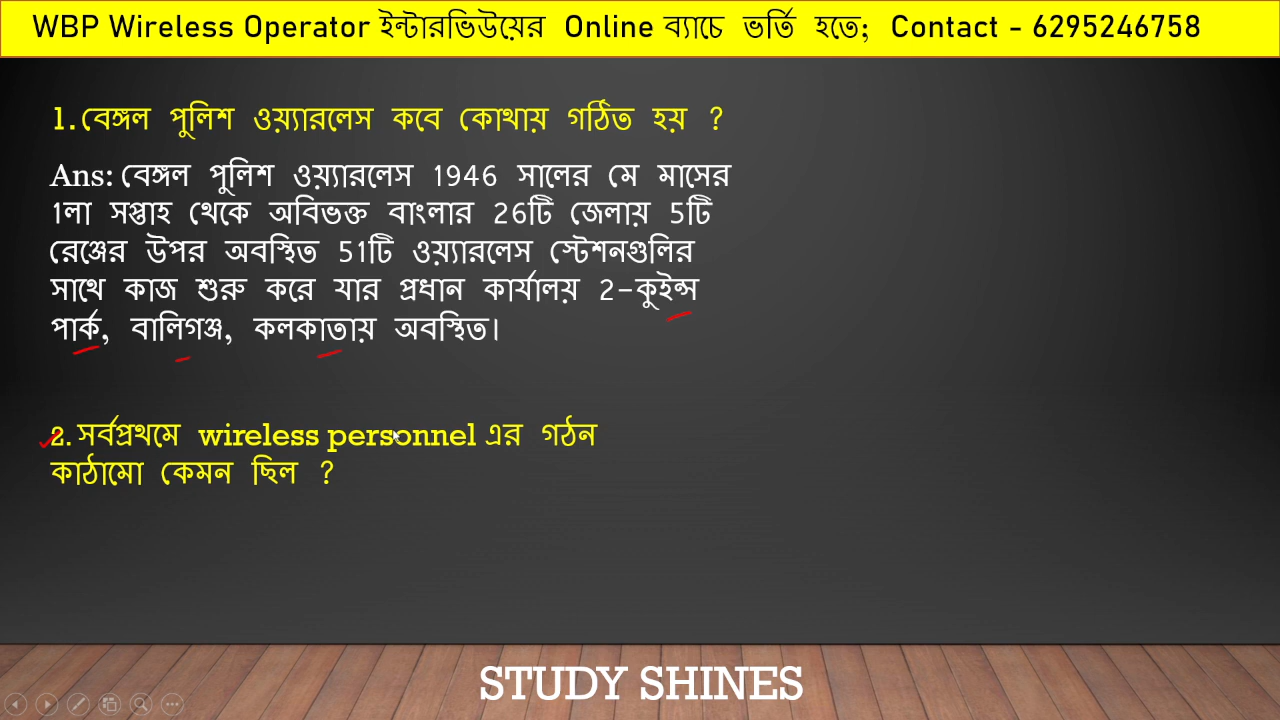 WBP Wireless Operator ইন্টারভিউয়ের Online ব্যাচে ভর্তি হতে; Contact - 6295246758
1. বেঙ্গল পুলিশ ওয়্যারলেস কবে কোথায় গঠিত হয় ?
Ans: বেঙ্গল পুলিশ ওয়্যারলেস 1946 সালের মে মাসের
1লা সপ্তাহ থেকে অবিভক্ত বাংলার 26টি জেলায় 5টি
রেঞ্জের উপর অবস্থিত 51টি ওয়্যারলেস স্টেশনগুলির
সাথে কাজ শুরু করে যার প্রধান কার্যালয় 2-কুইন্স
পার্ক, বালিগঞ্জ, কলকাতায় অবস্থিত।
2. সর্বপ্রথমে wireless personnel এর গঠন
কাঠামো কেমন ছিল ?
STUDY SHINES